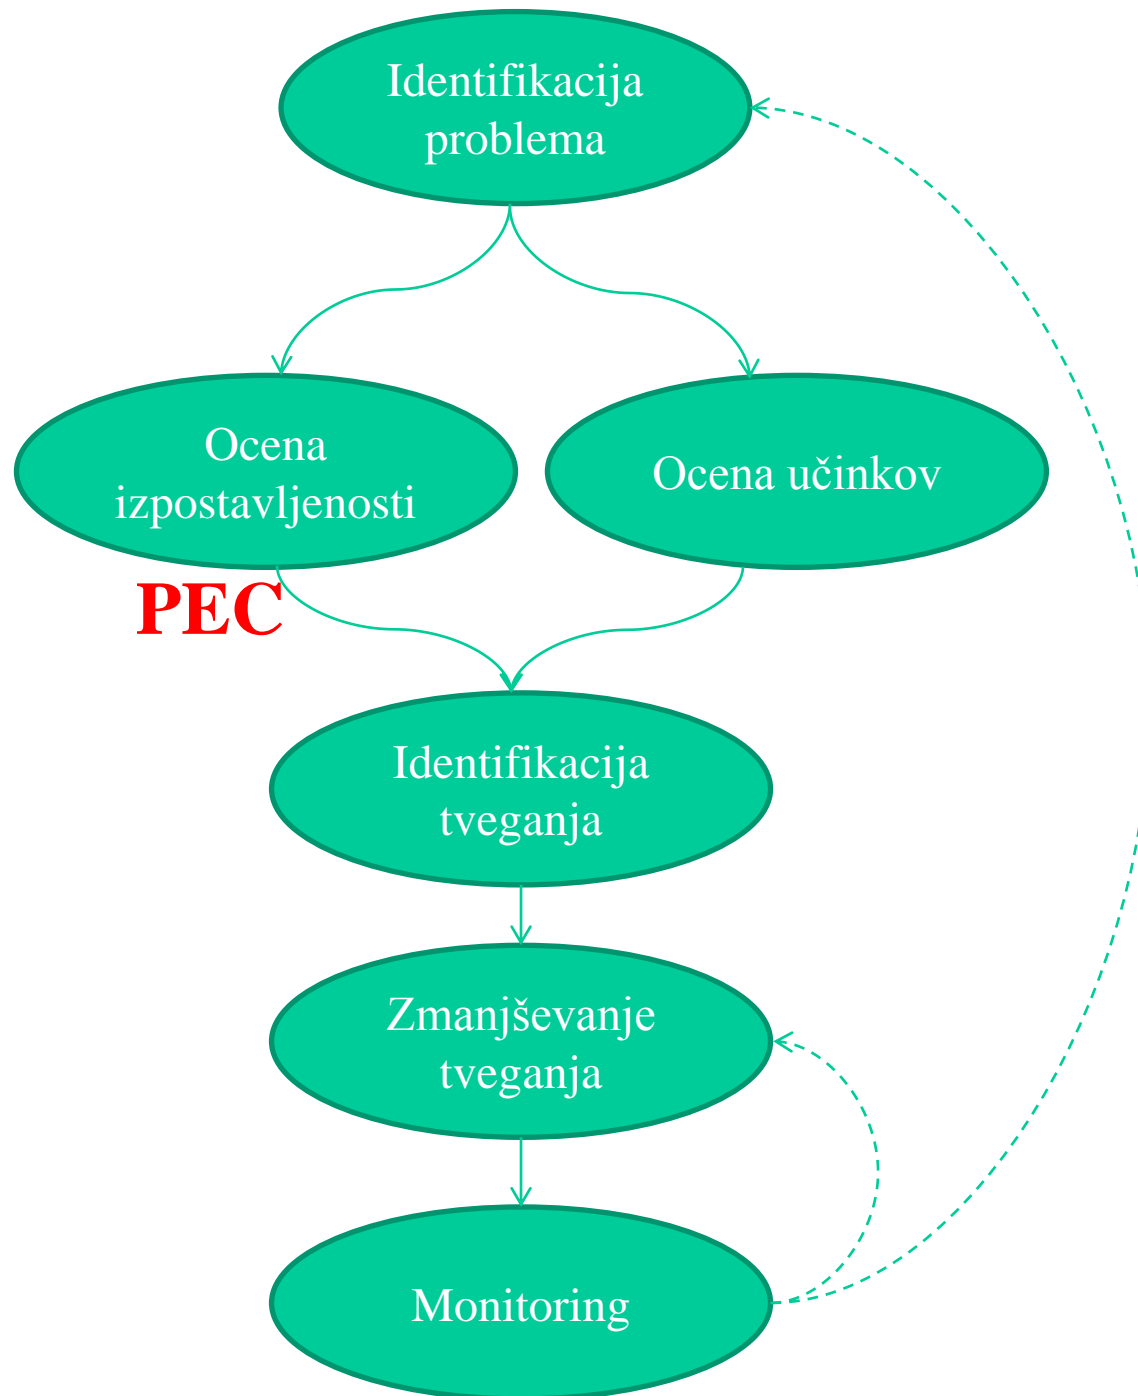 Identifikacija
problema
Ocena
izpostavljenosti
Ocena učinkov
PEC
Identifikacija
tveganja
Zmanjševanje
tveganja
Monitoring